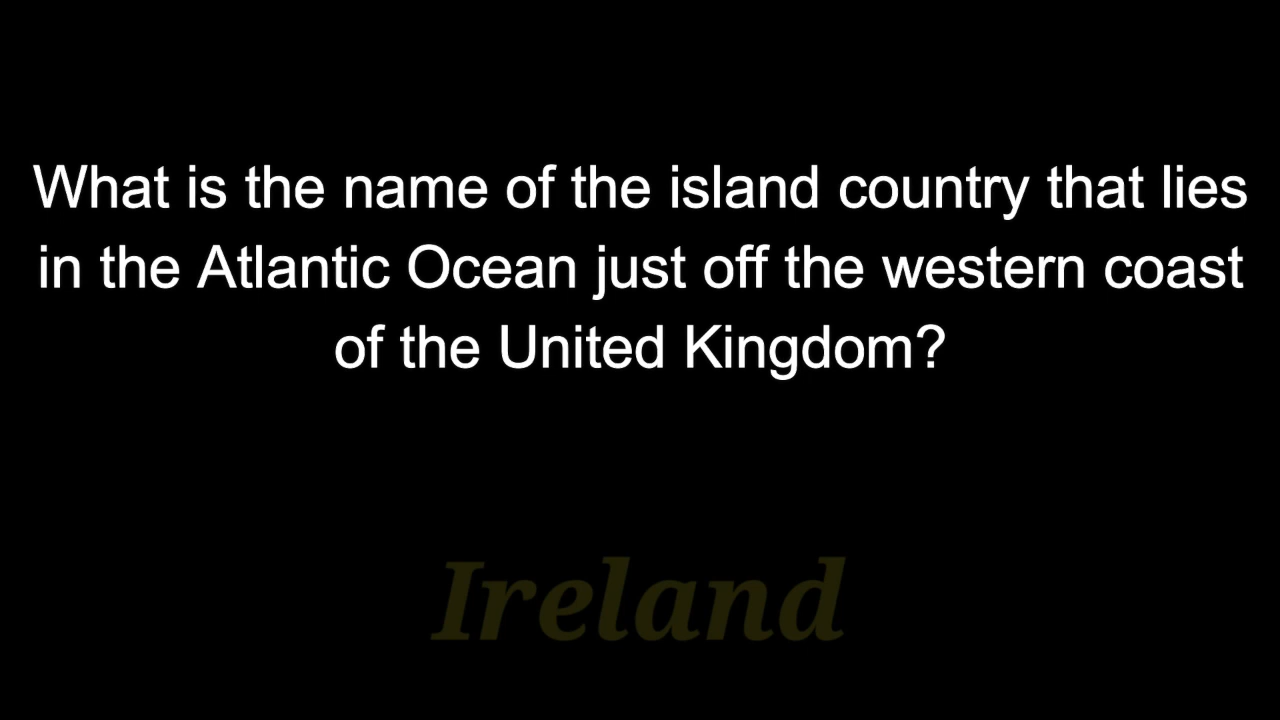 What is the name of the island country that lies
in the Atlantic Ocean just off the western coast
of the United Kingdom?
Ireland